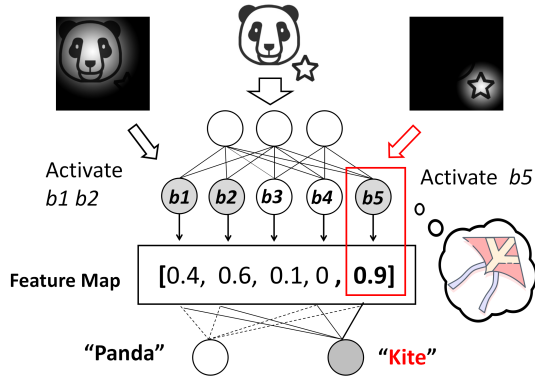 Activate
b1 b2
b1 b2 b3 b4 b5
Activate b5
Feature Map
[0.4, 0.6, 0.1, 0 , 0.9]
“Panda”
“Kite”